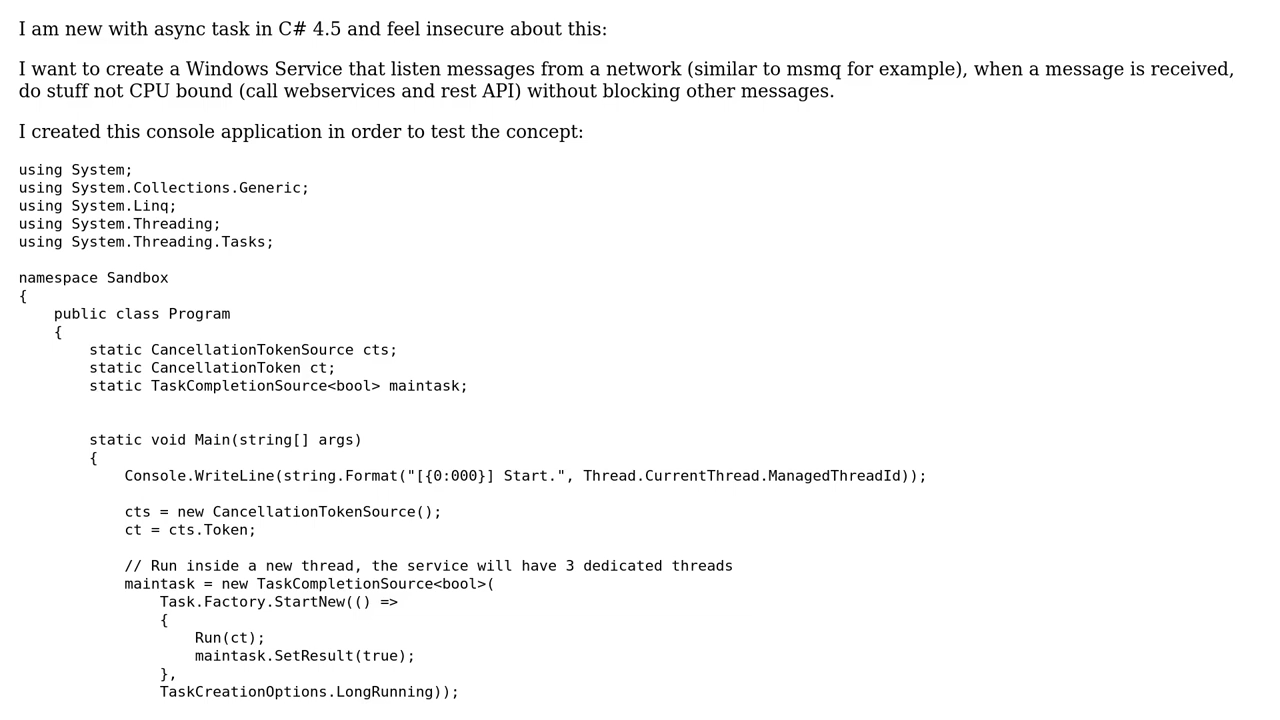 I am new with async task in C# 4.5 and feel insecure about this:
I want to create a Windows Service that listen messages from a network (similar to msmq for example), when a message is received,
do stuff not CPU bound (call webservices and rest API) without blocking other messages.
I created this console application in order to test the concept:
using System;
using System.Collections.Generic;
using System.Linq;
using System.Threading;
using System.Threading.Tasks;

namespace Sandbox
{
    public class Program
    {
        static CancellationTokenSource cts;
        static CancellationToken ct;
        static TaskCompletionSource<bool> maintask;


        static void Main(string[] args)
        {
            Console.WriteLine(string.Format("[{0:000}] Start.", Thread.CurrentThread.ManagedThreadId));

            cts = new CancellationTokenSource();
            ct = cts.Token;

            // Run inside a new thread, the service will have 3 dedicated threads
            maintask = new TaskCompletionSource<bool>(
                Task.Factory.StartNew(() =>
                {
                    Run(ct);
                    maintask.SetResult(true);
                },
                TaskCreationOptions.LongRunning));